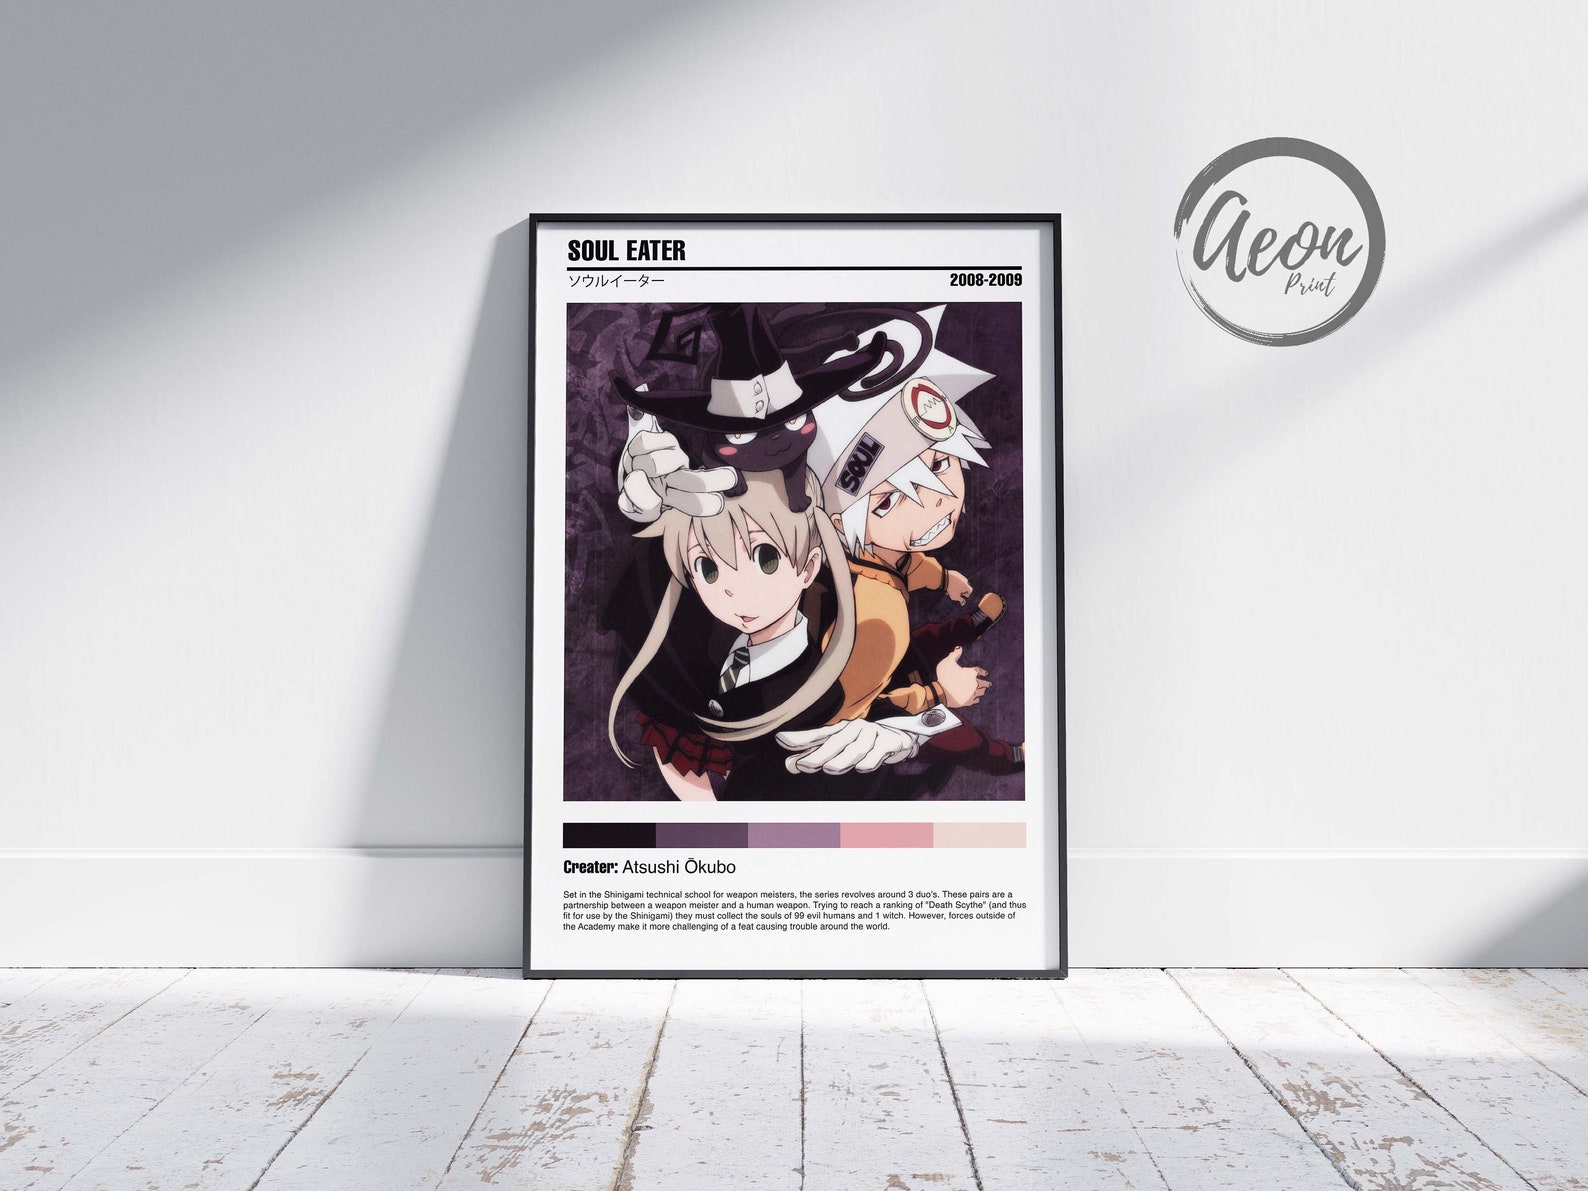 SOUL EATER
ソウルイーター
2008-2009
SOUL
Creater: Atsushi Ōkubo
Set in the Shinigami technical school for weapon meisters, the series revolves around 3 duo's. These pairs are a
partnership between a weapon meister and a human weapon. Trying to reach a ranking of "Death Scythe" (and thus
fit for use by the Shinigami) they must collect the souls of 99 evil humans and 1 witch. However, forces outside of
the Academy make it more challenging of a feat causing trouble around the world.
aeon
Print